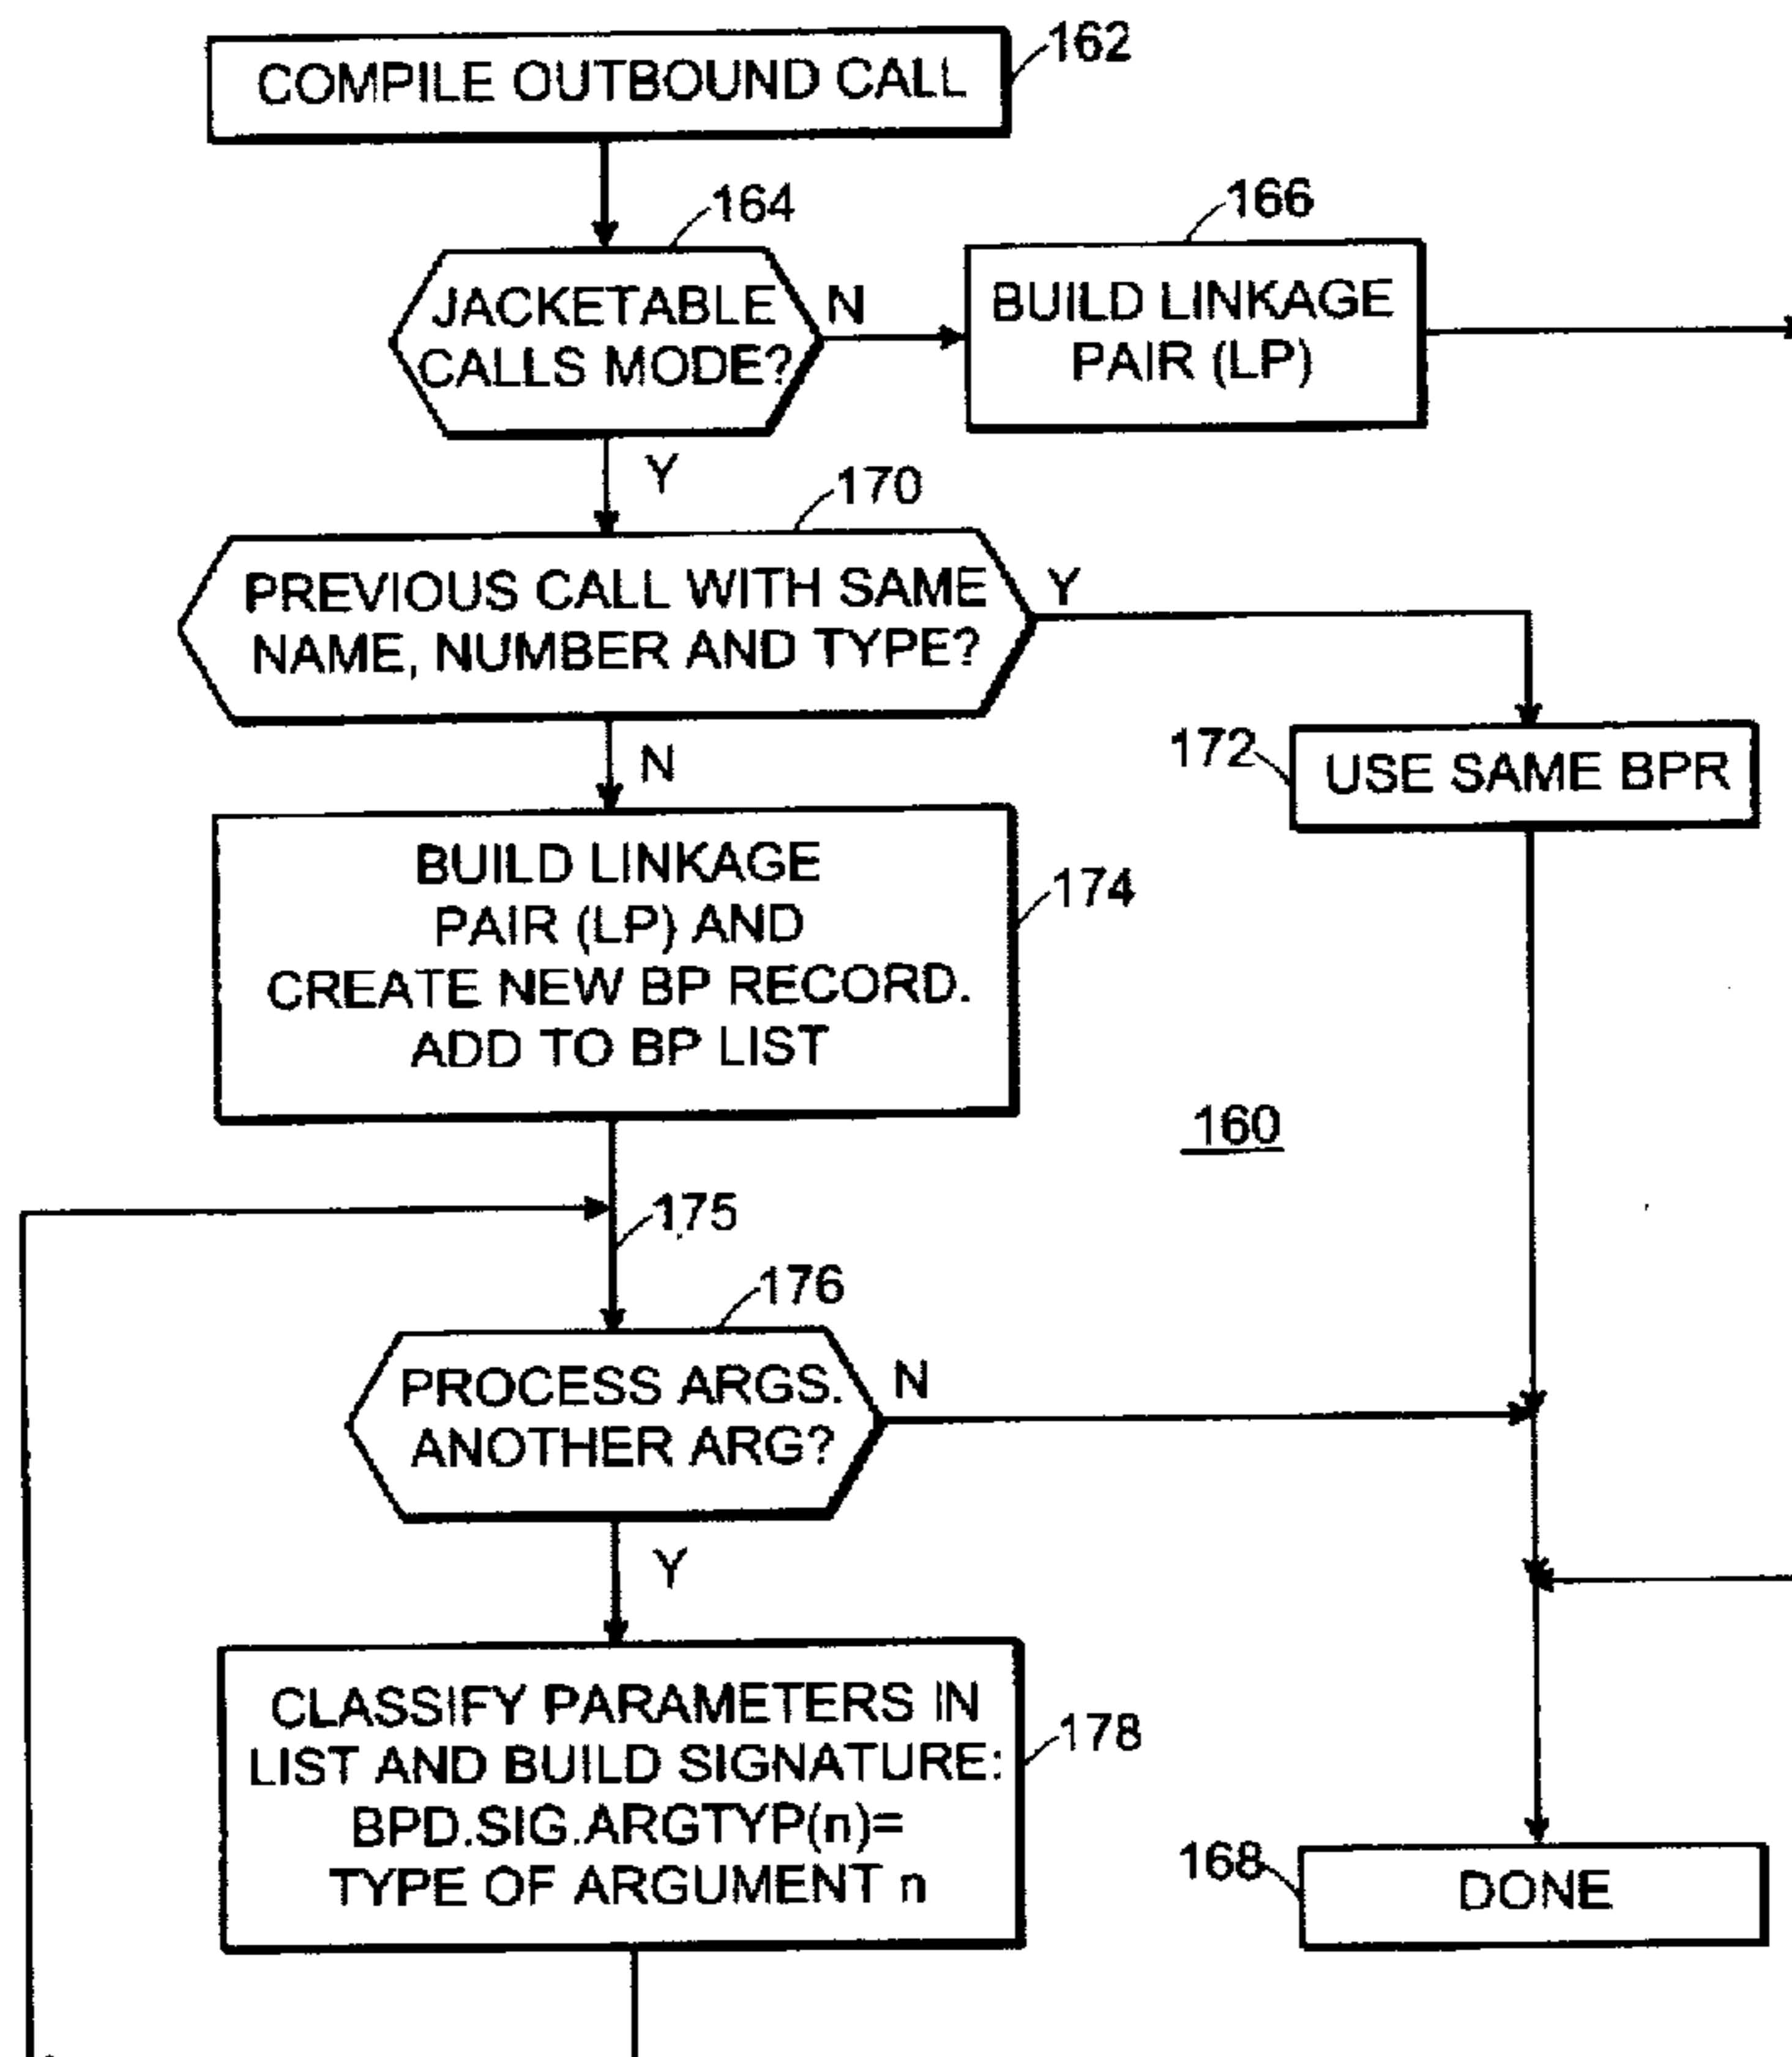 COMPILE OUTBOUND CALL
162
164
JACKETABLE
CALLS MODE?
N
166
BUILD LINKAGE
PAIR (LP)
Y
170
PREVIOUS CALL WITH SAME
NAME, NUMBER AND TYPE?
Y
172
USE SAME BPR
N
BUILD LINKAGE
PAIR (LP) AND
CREATE NEW BP RECORD.
ADD TO BP LIST
174
160
175
176
PROCESS ARGS.
ANOTHER ARG?
N
Y
CLASSIFY PARAMETERS IN
LIST AND BUILD SIGNATURE:
BPD.SIG.ARGTYP(n)=
TYPE OF ARGUMENT n
178
168
DONE